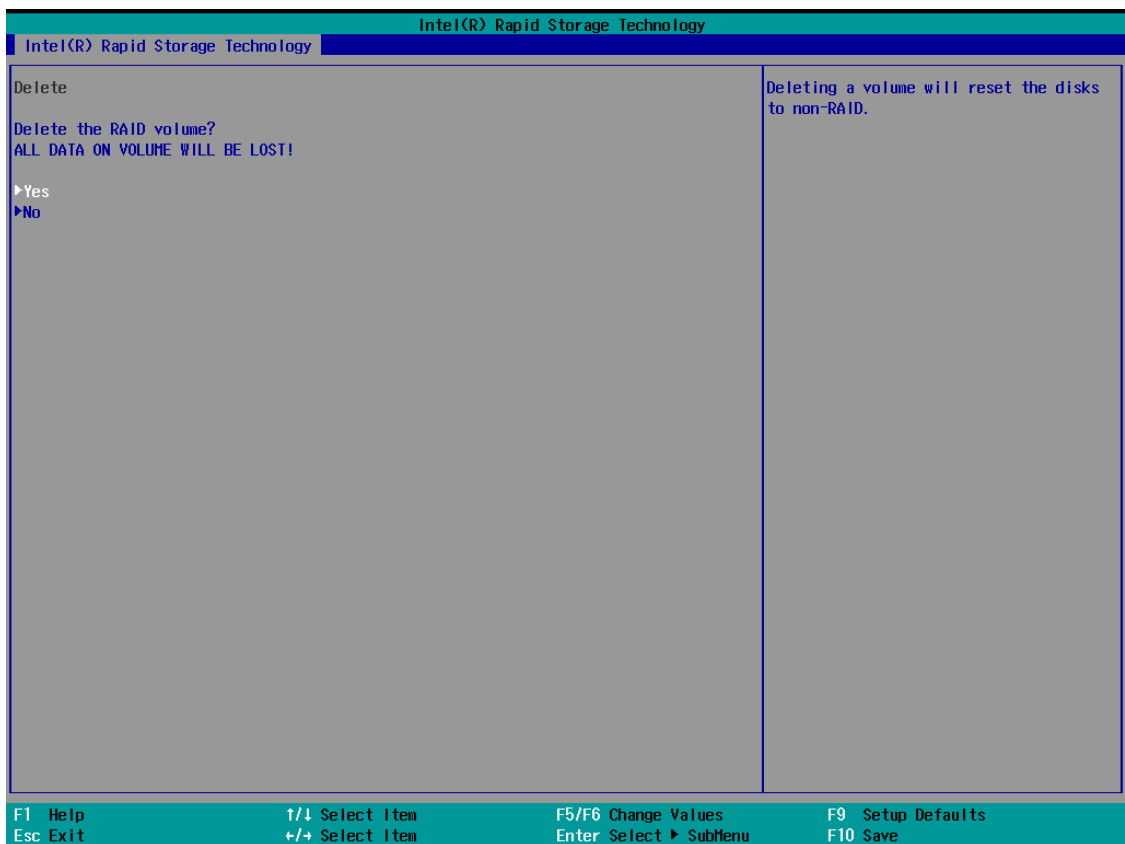 Intel(R) Rapid Storage Technology
Intel(R) Rapid Storage Technology
Delete
Delete the RAID volume?
ALL DATA ON VOLUME WILL BE LOST!
▶Yes
▶No
Deleting a volume will reset the disks
to non-RAID.
F1 Help ↑/↓ Select Item F5/F6 Change Values F9 Setup Defaults
Esc Exit ←/→ Select Item Enter Select ▶ SubMenu F10 Save